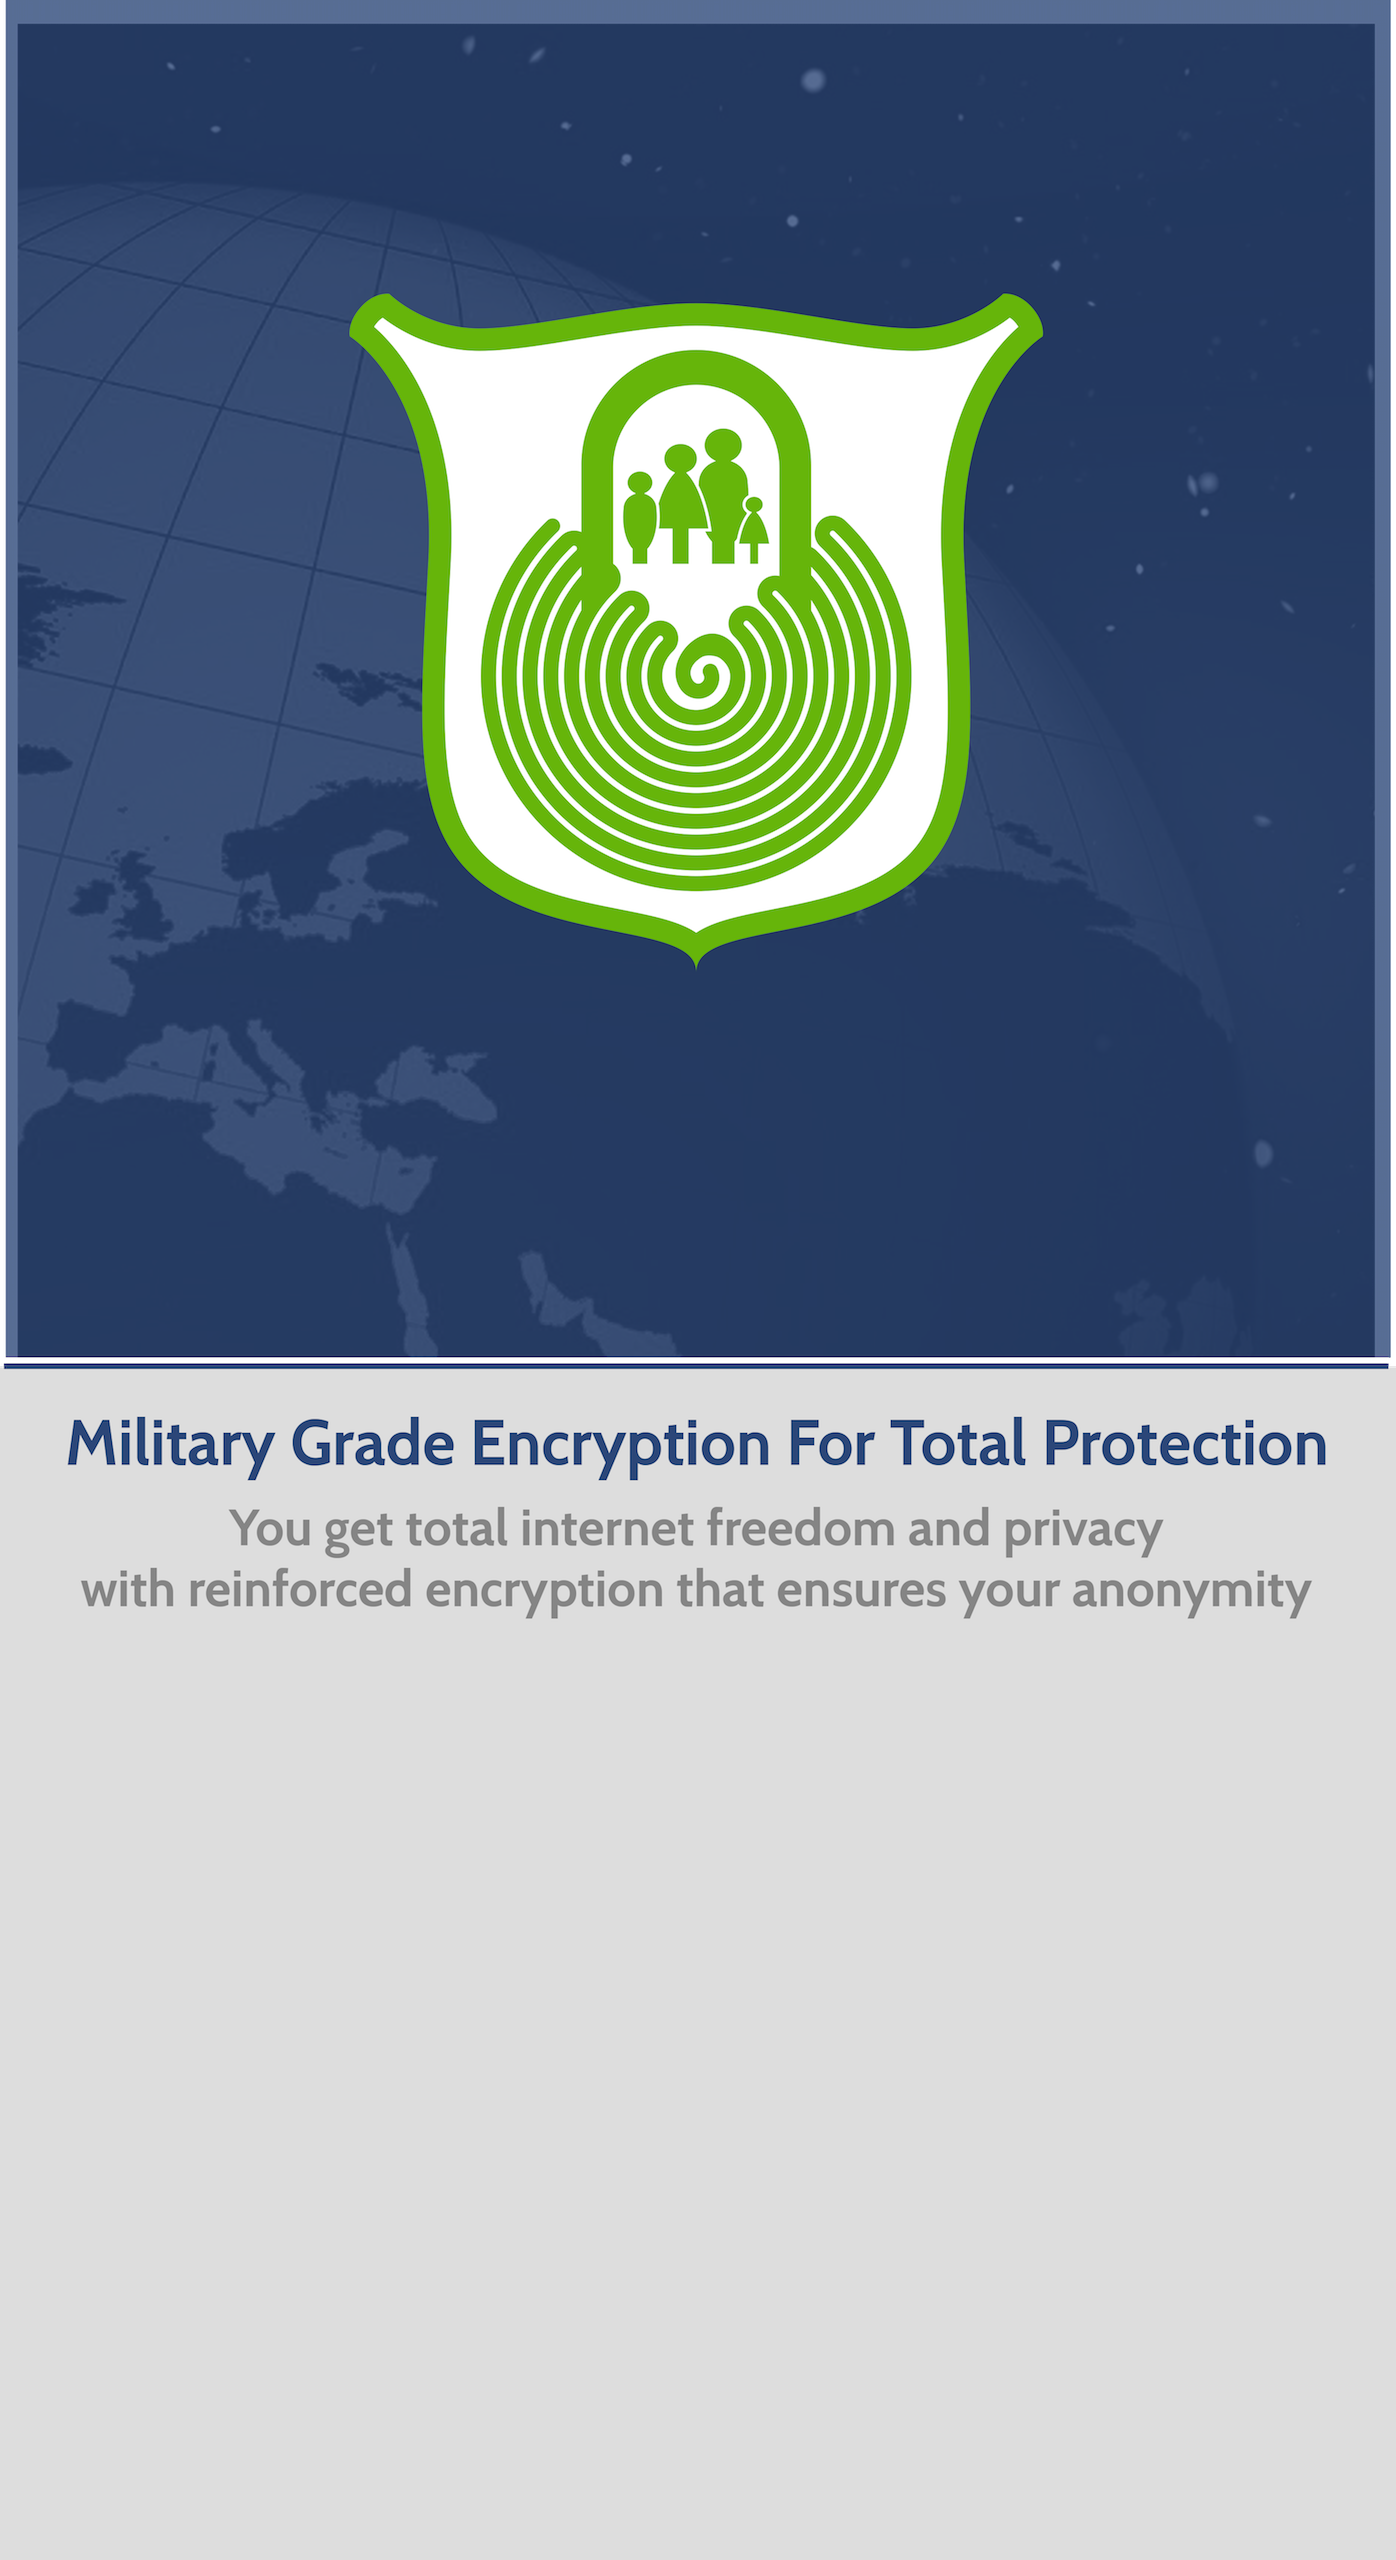 Military Grade Encryption For Total Protection
You get total internet freedom and privacy
with reinforced encryption that ensures your anonymity